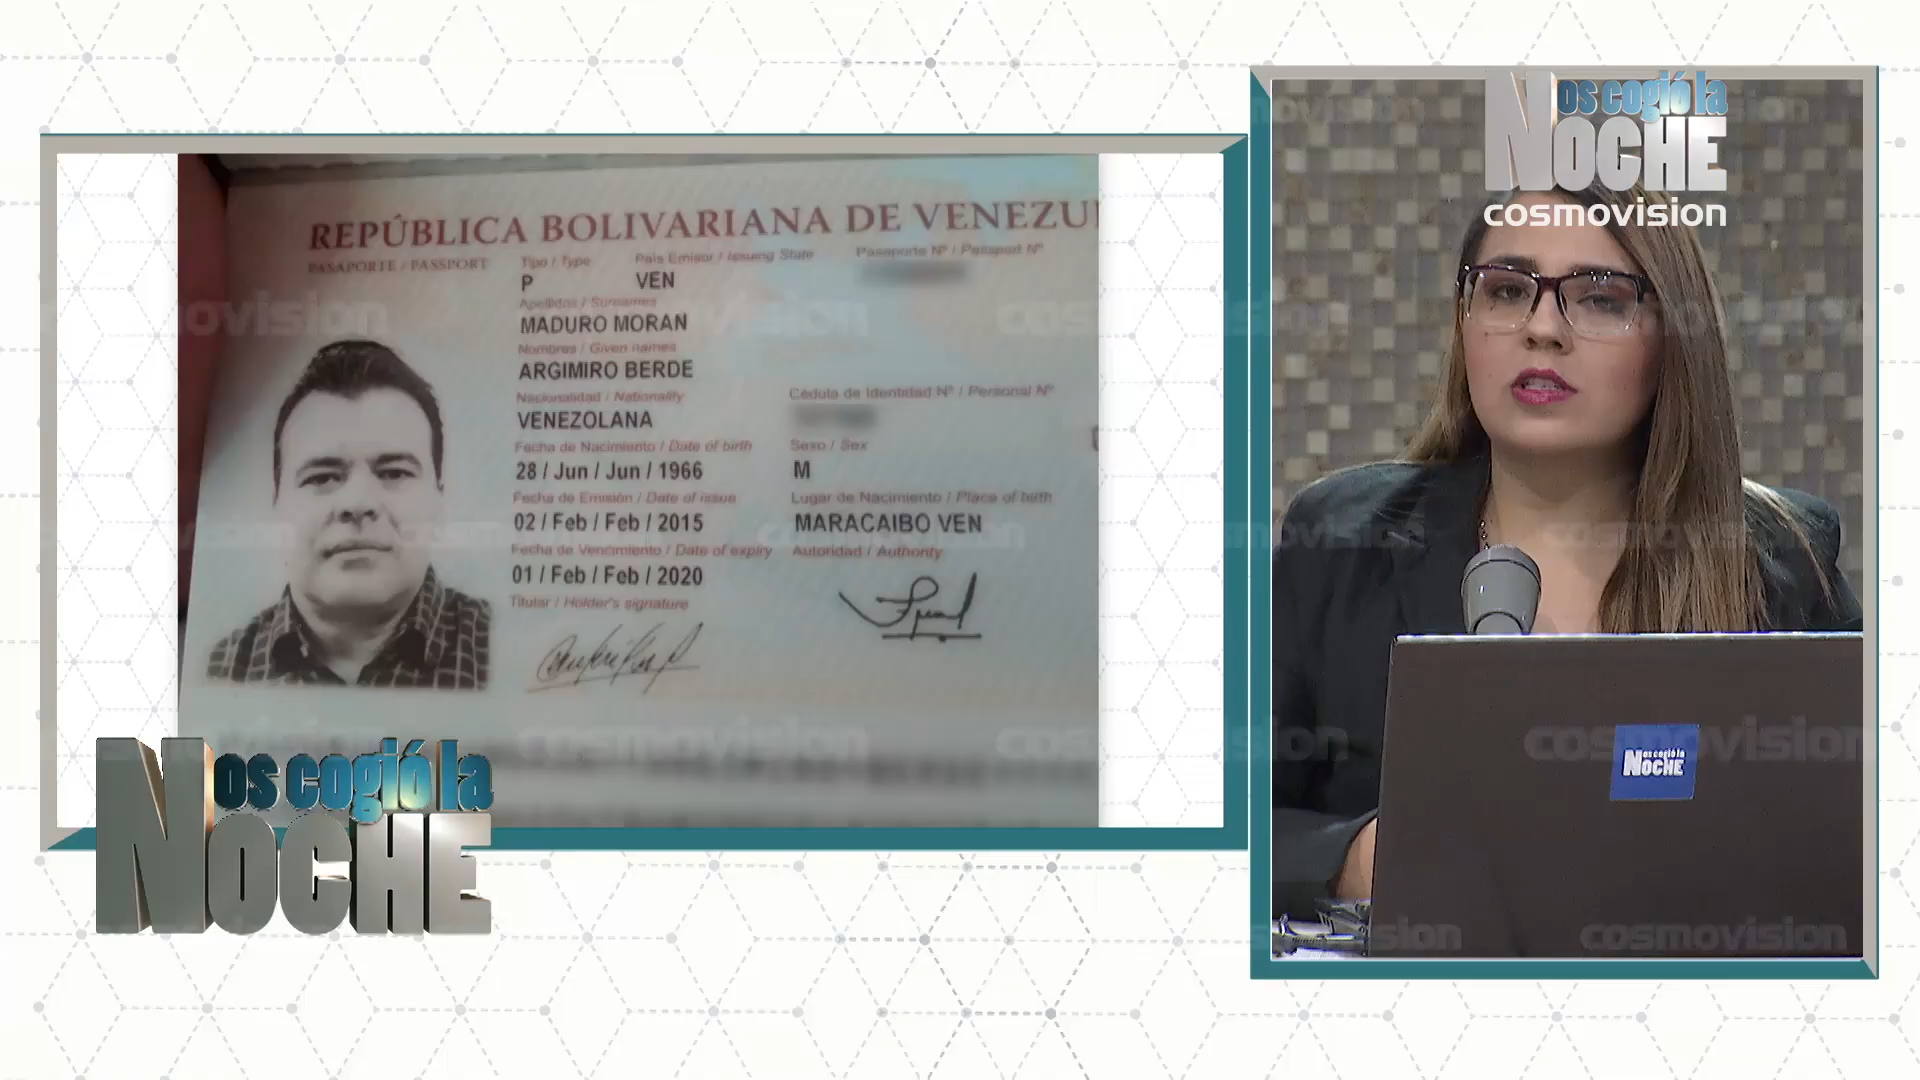 REPÚBLICA BOLIVARIANA DE VENEZU
PASAPORTE / PASSPORT
Tipo / Type
País Emisor / Issuing State
Pasaporte Nº / Passport Nº
P
VEN
Apellidos / Surnames
MADURO MORAN
Nombres / Given names
ARGIMIRO BERDE
Nacionalidad / Nationality
Cédula de Identidad Nº / Personal Nº
VENEZOLANA
Fecha de Nacimiento / Date of birth
Sexo / Sex
28 / Jun / Jun / 1966
M
Fecha de Emisión / Date of issue
Lugar de Nacimiento / Place of birth
02 / Feb / Feb / 2015
MARACAIBO VEN
Fecha de Vencimiento / Date of expiry
Autoridad / Authority
01 / Feb / Feb / 2020
Titular / Holder's signature
Nos cogió la
NOCHE
Nos cogió la
NOCHE
cosmovision
Nos cogió la
NOCHE
cosmovision
cosmovision
cosmovision
cosmovision